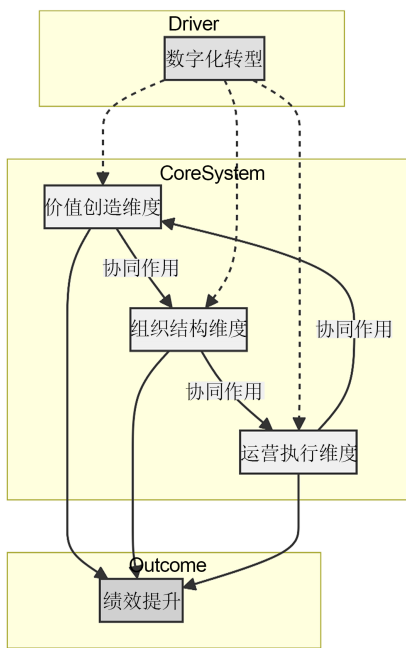 Driver
数字化转型
CoreSystem
价值创造维度
协同作用
组织结构维度
协同作用
协同作用
运营执行维度
Outcome
绩效提升